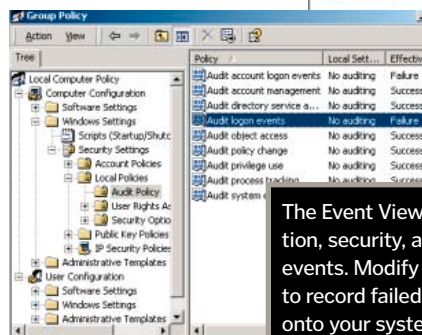 Group Policy
Action View
Tree
Policy Local Sett... Effectiv
Local Computer Policy
Computer Configuration
Software Settings
Windows Settings
Scripts (Startup/Shutc
Security Settings
Account Policies
Local Policies
Audit Policy
User Rights As
Security Optio
Public Key Policies
IP Security Policies
Administrative Templates
User Configuration
Software Settings
Windows Settings
Administrative Templates
Audit account logon events No auditing Failure
Audit account management No auditing Success
Audit directory service a... No auditing Success
Audit logon events No auditing Failure
Audit object access No auditing Success
Audit policy change No auditing Success
Audit privilege use No auditing Success
Audit process tracking No auditing Success
Audit system
The Event View
tion, security, a
events. Modify
to record failed
onto your syste